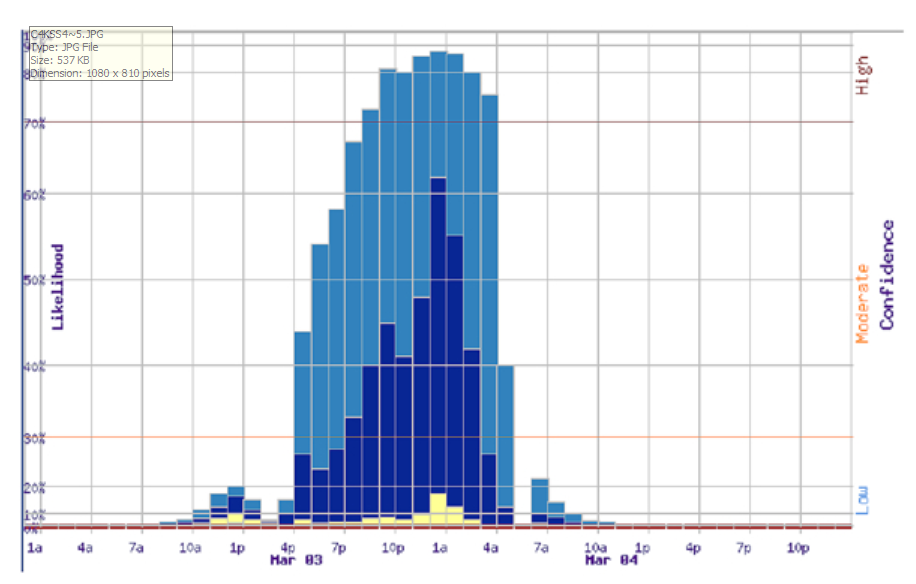 C4KSS4~5.JPG
Type: JPG File
Size: 537 KB
Dimension: 1080 x 810 pixels
70%
60%
50%
40%
30%
20%
10%
0%
Likelihood
High
Moderate
Low
Confidence
1a 4a 7a 10a 1p 4p 7p 10p 1a 4a 7a 10a 1p 4p 7p 10p
Mar 03 Mar 04